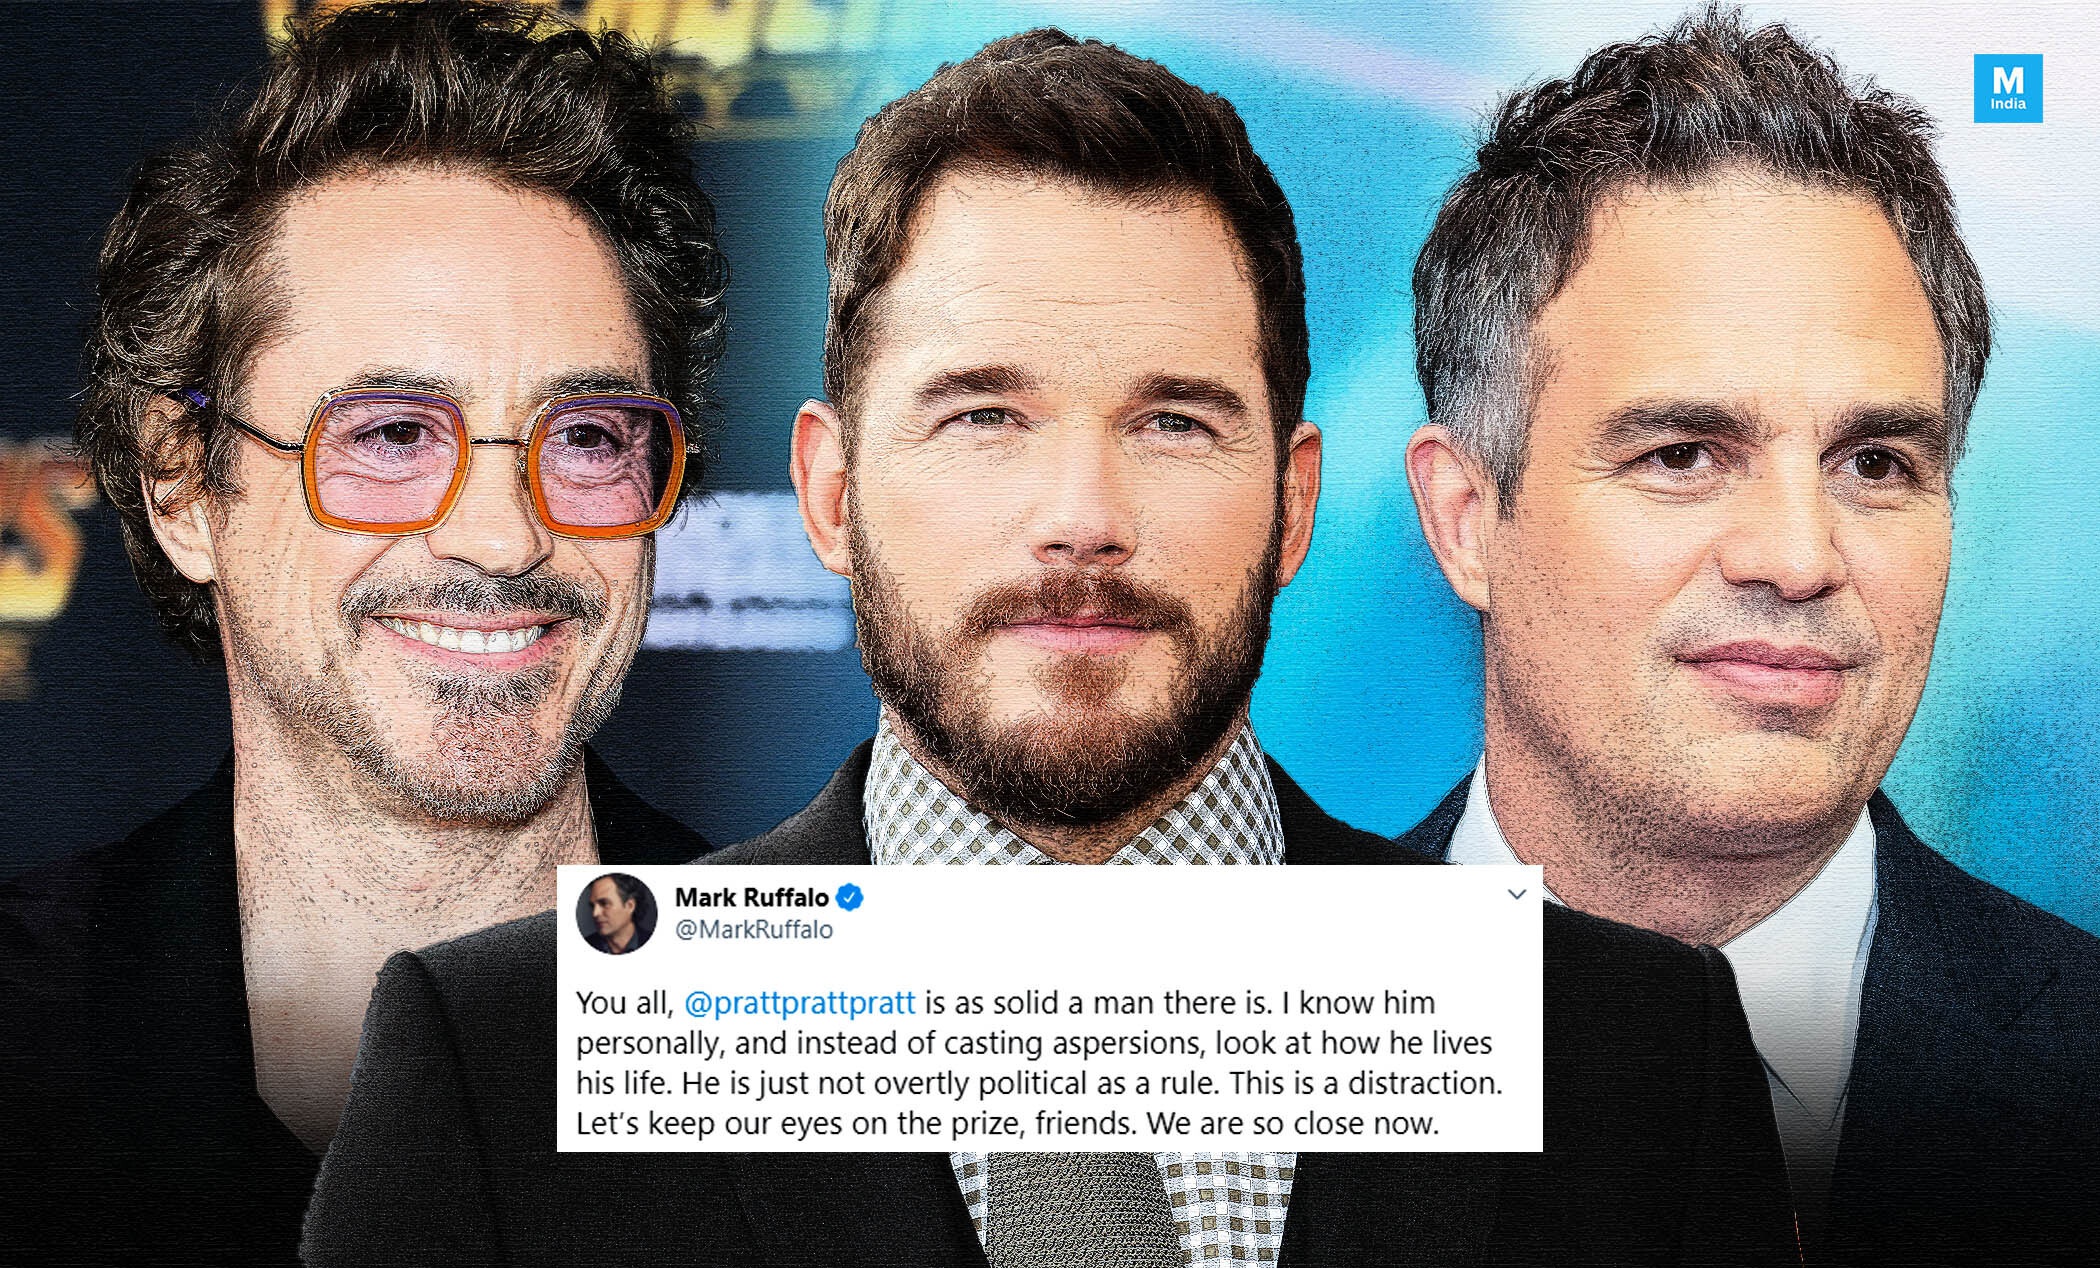 M
India
Mark Ruffalo
@MarkRuffalo
You all, @prattprattpratt is as solid a man there is. I know him
personally, and instead of casting aspersions, look at how he lives
his life. He is just not overtly political as a rule. This is a distraction.
Let's keep our eyes on the prize, friends. We are so close now.